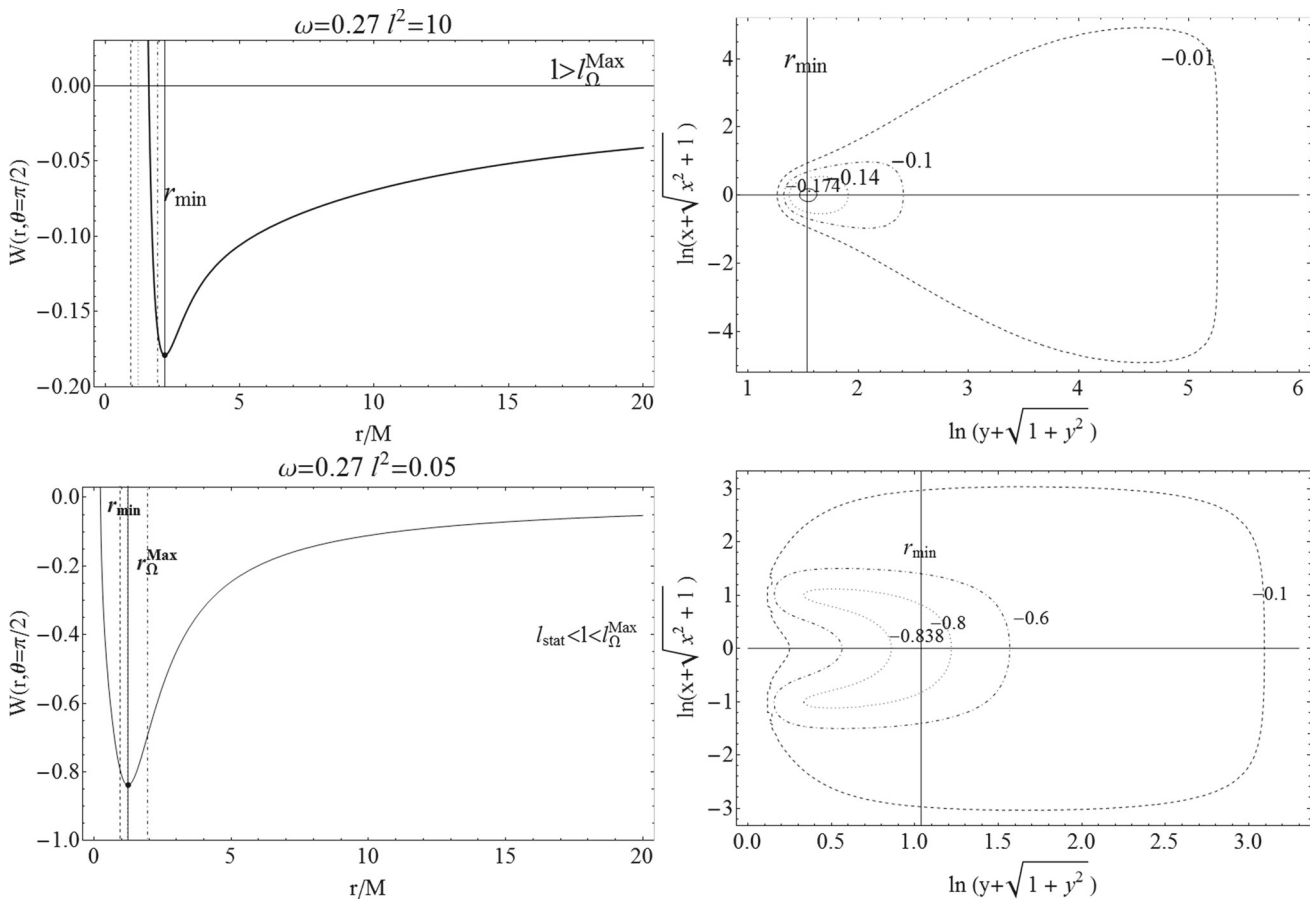 ω=0.27 l²=10
l>l_Ω^Max
r_min
W(r,θ=π/2)
0.00
−0.05
−0.10
−0.15
−0.20
0 5 10 15 20
r/M
r_min
−0.01
−0.1
−0.14
−0.174
ln(x+√x²+1)
4
2
0
−2
−4
1 2 3 4 5 6
ln (y+√1+y²)
ω=0.27 l²=0.05
r_min
r_Ω^Max
l_stat<l<l_Ω^Max
W(r,θ=π/2)
0.0
−0.2
−0.4
−0.6
−0.8
−1.0
0 5 10 15 20
r/M
r_min
−0.1
−0.6
−0.8
−0.838
ln(x+√x²+1)
3
2
1
0
−1
−2
−3
0.0 0.5 1.0 1.5 2.0 2.5 3.0
ln (y+√1+y²)